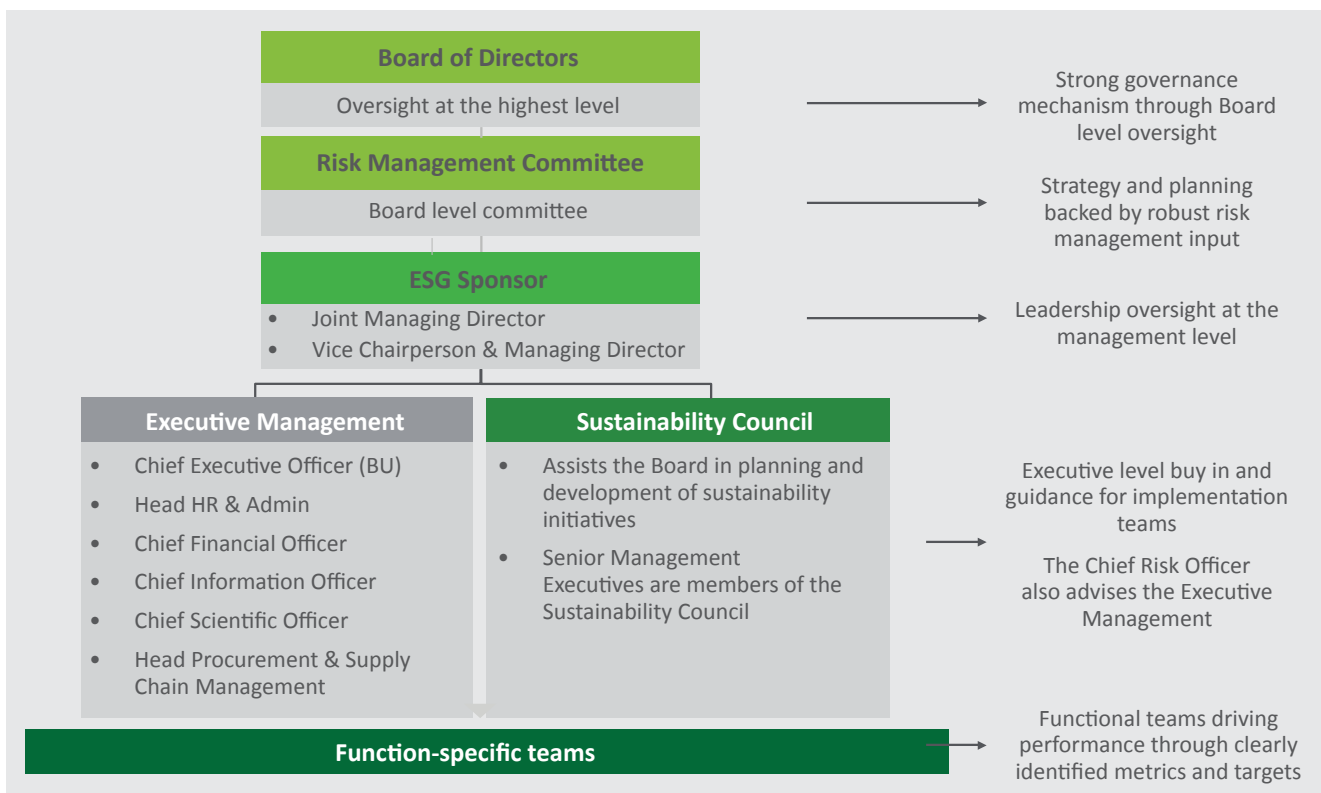 Board of Directors
Oversight at the highest level
Strong governance
mechanism through Board
level oversight
Risk Management Committee
Board level committee
Strategy and planning
backed by robust risk
management input
ESG Sponsor
• Joint Managing Director
• Vice Chairperson & Managing Director
Leadership oversight at the
management level
Executive Management
• Chief Executive Officer (BU)
• Head HR & Admin
• Chief Financial Officer
• Chief Information Officer
• Chief Scientific Officer
• Head Procurement & Supply
Chain Management
Sustainability Council
• Assists the Board in planning and
development of sustainability
initiatives
• Senior Management
Executives are members of the
Sustainability Council
Executive level buy in and
guidance for implementation
teams
The Chief Risk Officer
also advises the Executive
Management
Function-specific teams
Functional teams driving
performance through clearly
identified metrics and targets